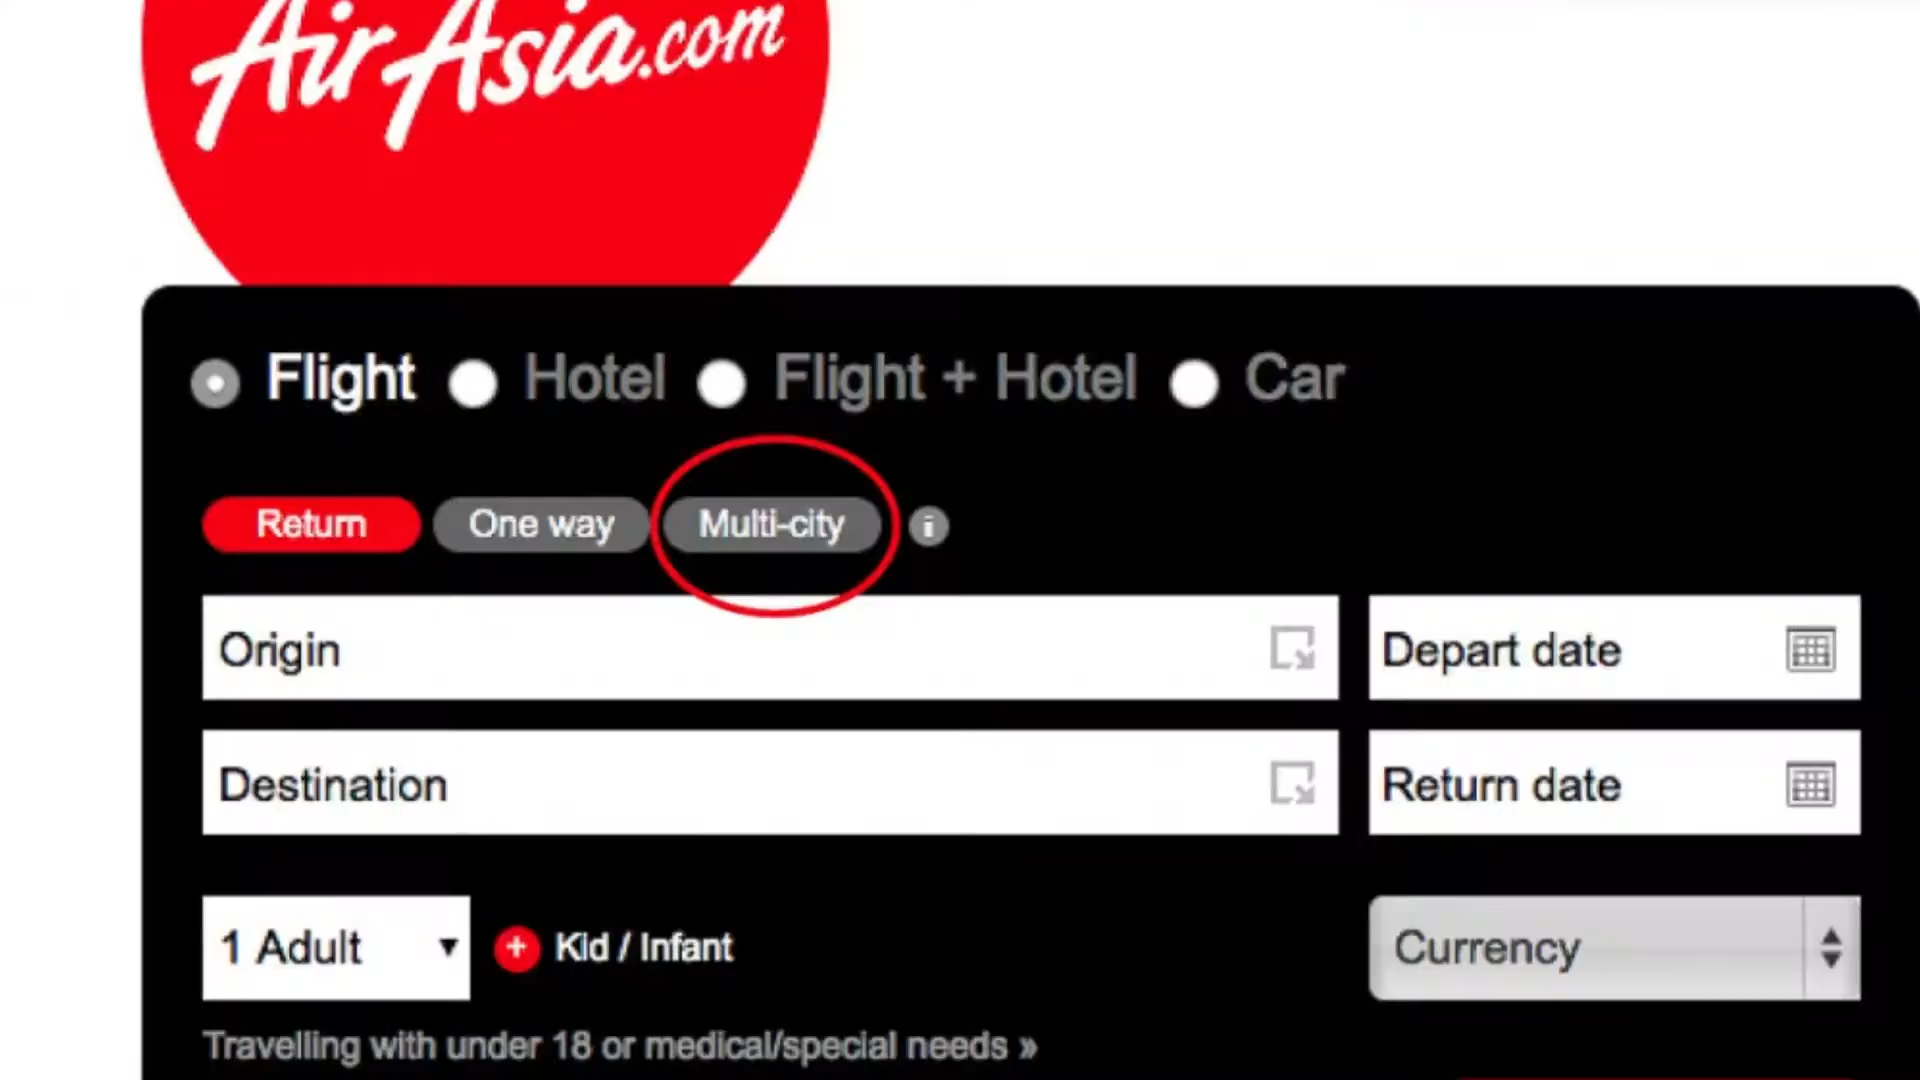 AirAsia.com
Flight Hotel Flight + Hotel Car
Return One way Multi-city i
Origin Depart date
Destination Return date
1 Adult + Kid / Infant Currency
Travelling with under 18 or medical/special needs »